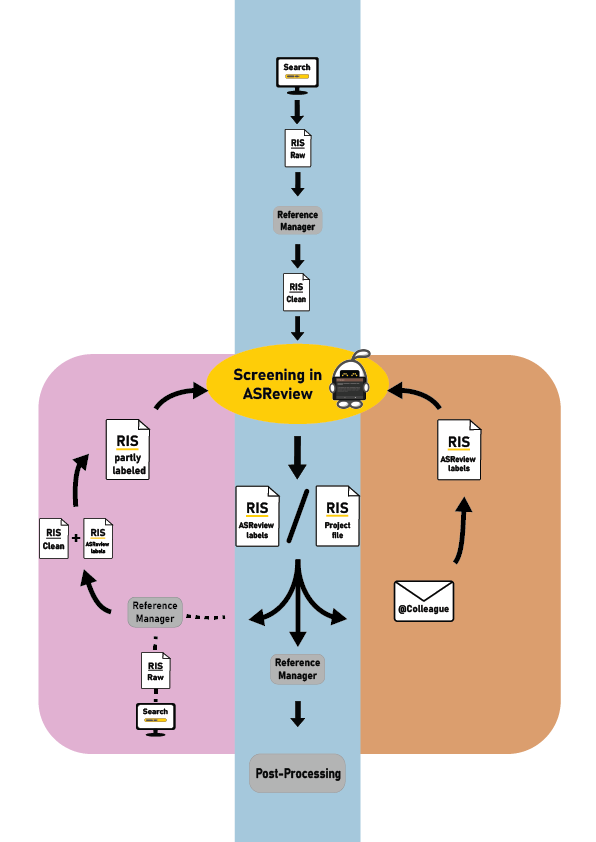 Search
RIS
Raw
Reference
Manager
RIS
Clean
Screening in
ASReview
RIS
partly
labeled
RIS
ASReview
labels
RIS
ASReview
labels
RIS
Project
file
RIS
Clean
+
RIS
ASReview
labels
@Colleague
Reference
Manager
RIS
Raw
Search
Reference
Manager
Post-Processing